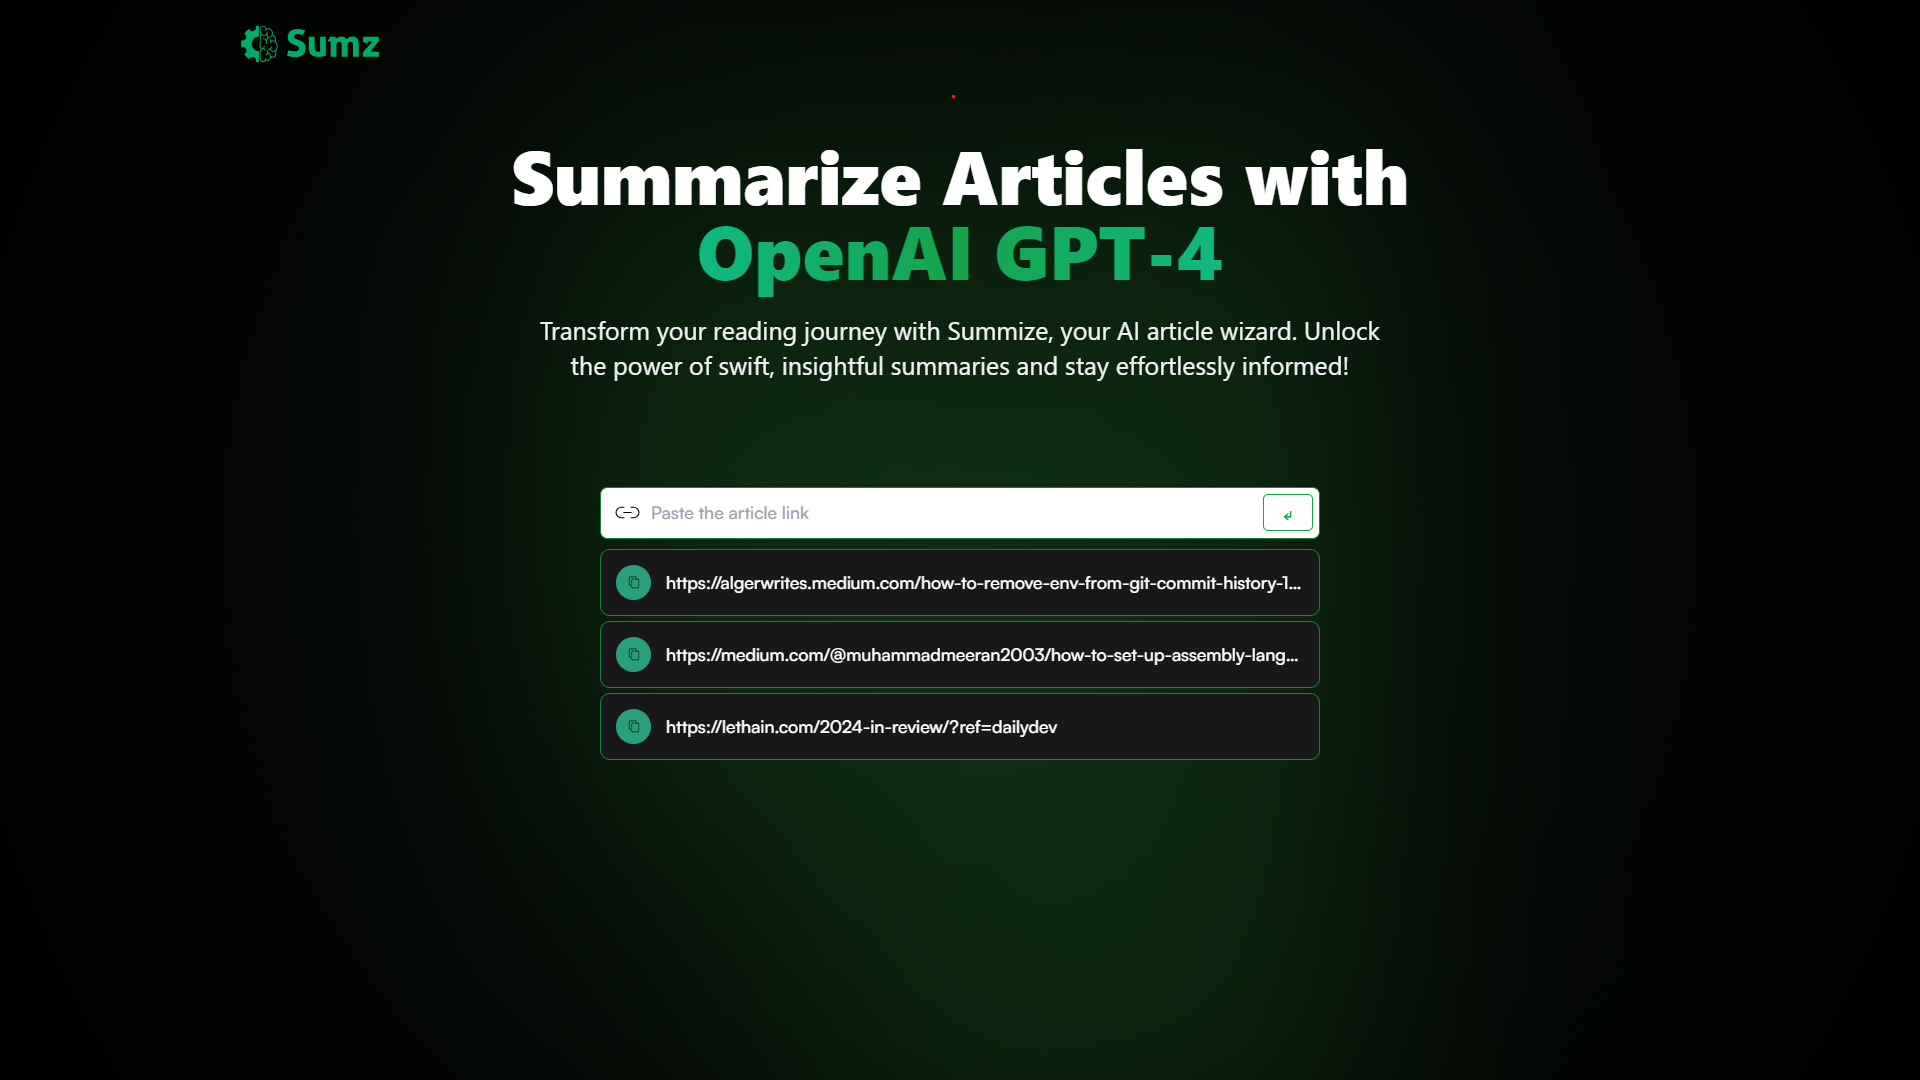 Sumz
Summarize Articles with
OpenAI GPT-4
Transform your reading journey with Summize, your AI article wizard. Unlock
the power of swift, insightful summaries and stay effortlessly informed!
Paste the article link
https://algerwrites.medium.com/how-to-remove-env-from-git-commit-history-1...
https://medium.com/@muhammadmeeran2003/how-to-set-up-assembly-lang...
https://lethain.com/2024-in-review/?ref=dailydev